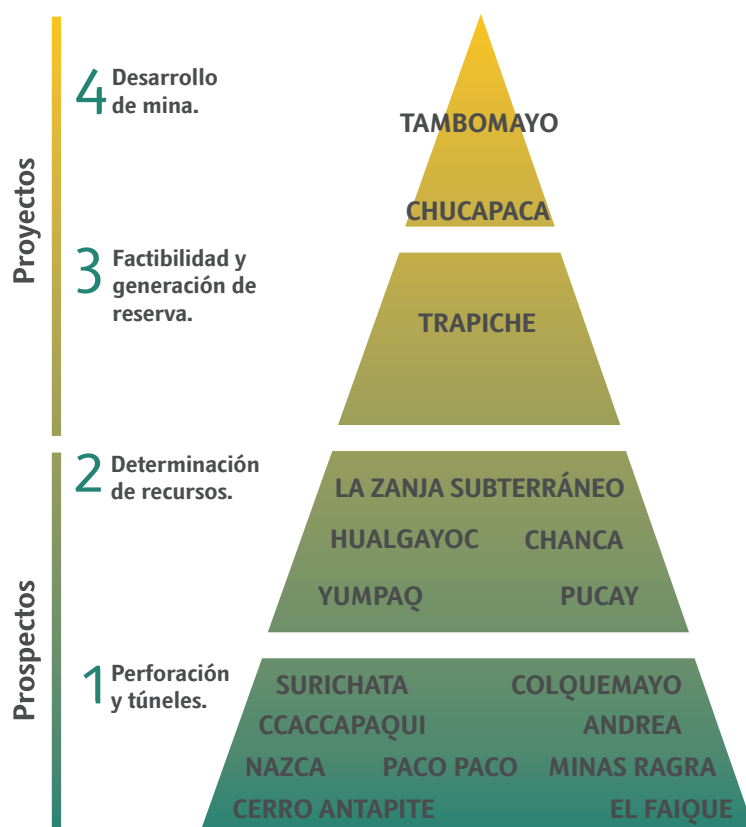 Proyectos
4 Desarrollo
de mina.
TAMBOMAYO
CHUCAPACA
3 Factibilidad y
generación de
reserva.
TRAPICHE
Prospectos
2 Determinación
de recursos.
LA ZANJA SUBTERRÁNEO
HUALGAYOC CHANCA
YUMPAQ PUCAY
1 Perforación
y túneles.
SURICHATA COLQUEMAYO
CCACCAPAQUI ANDREA
NAZCA PACO PACO MINAS RAGRA
CERRO ANTAPITE EL FAIQUE